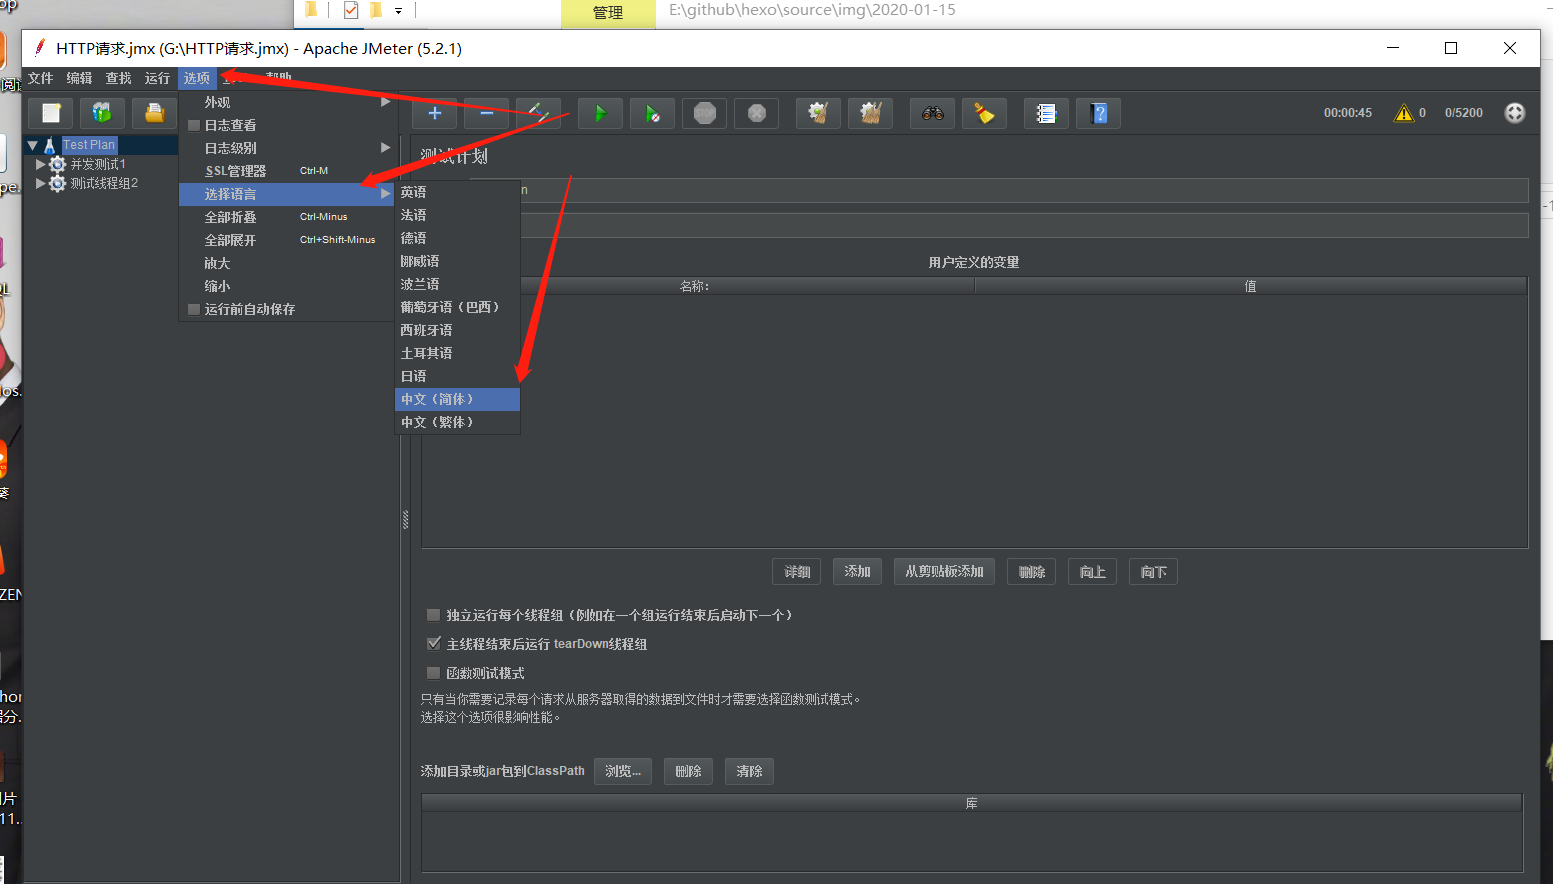 管理
E:\github\hexo\source\img\2020-01-15
HTTP请求.jmx (G:\HTTP请求.jmx) - Apache JMeter (5.2.1)
文件 编辑 查找 运行 选项 帮助
00:00:45 0 0/5200
Test Plan
并发测试1
测试线程组2
外观
日志查看
日志级别
SSL管理器 Ctrl-M
选择语言
全部折叠 Ctrl-Minus
全部展开 Ctrl+Shift-Minus
放大
缩小
运行前自动保存
英语
法语
德语
挪威语
波兰语
葡萄牙语（巴西）
西班牙语
土耳其语
日语
中文（简体）
中文（繁体）
测试计划
用户定义的变量
名称: 值
详细 添加 从剪贴板添加 删除 向上 向下
独立运行每个线程组（例如在一个组运行结束后启动下一个）
主线程结束后运行 tearDown线程组
函数测试模式
只有当你需要记录每个请求从服务器取得的数据到文件时才需要选择函数测试模式。
选择这个选项很影响性能。
添加目录或jar包到ClassPath 浏览... 删除 清除
库